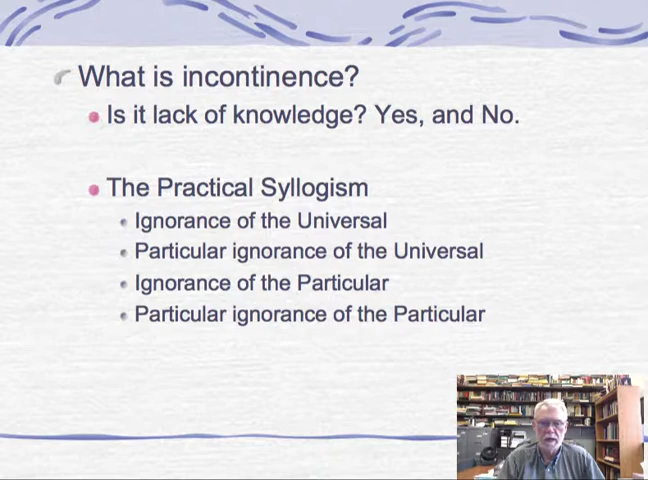 What is incontinence?
Is it lack of knowledge? Yes, and No.
The Practical Syllogism
Ignorance of the Universal
Particular ignorance of the Universal
Ignorance of the Particular
Particular ignorance of the Particular